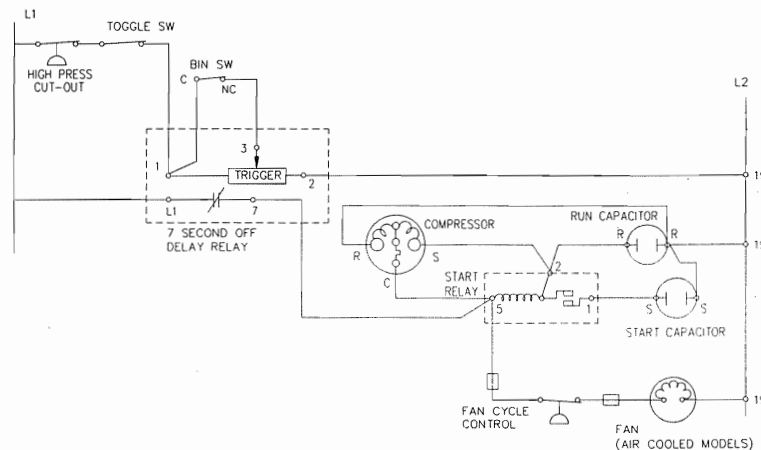 L1
TOGGLE SW
HIGH PRESS
CUT-OUT
BIN SW
C
NC
L2
3
1
TRIGGER
2
L1
7
7 SECOND OFF
DELAY RELAY
COMPRESSOR
R
S
C
RUN CAPACITOR
R
R
START
RELAY
2
5
1
S
S
START CAPACITOR
FAN CYCLE
CONTROL
FAN
(AIR COOLED MODELS)